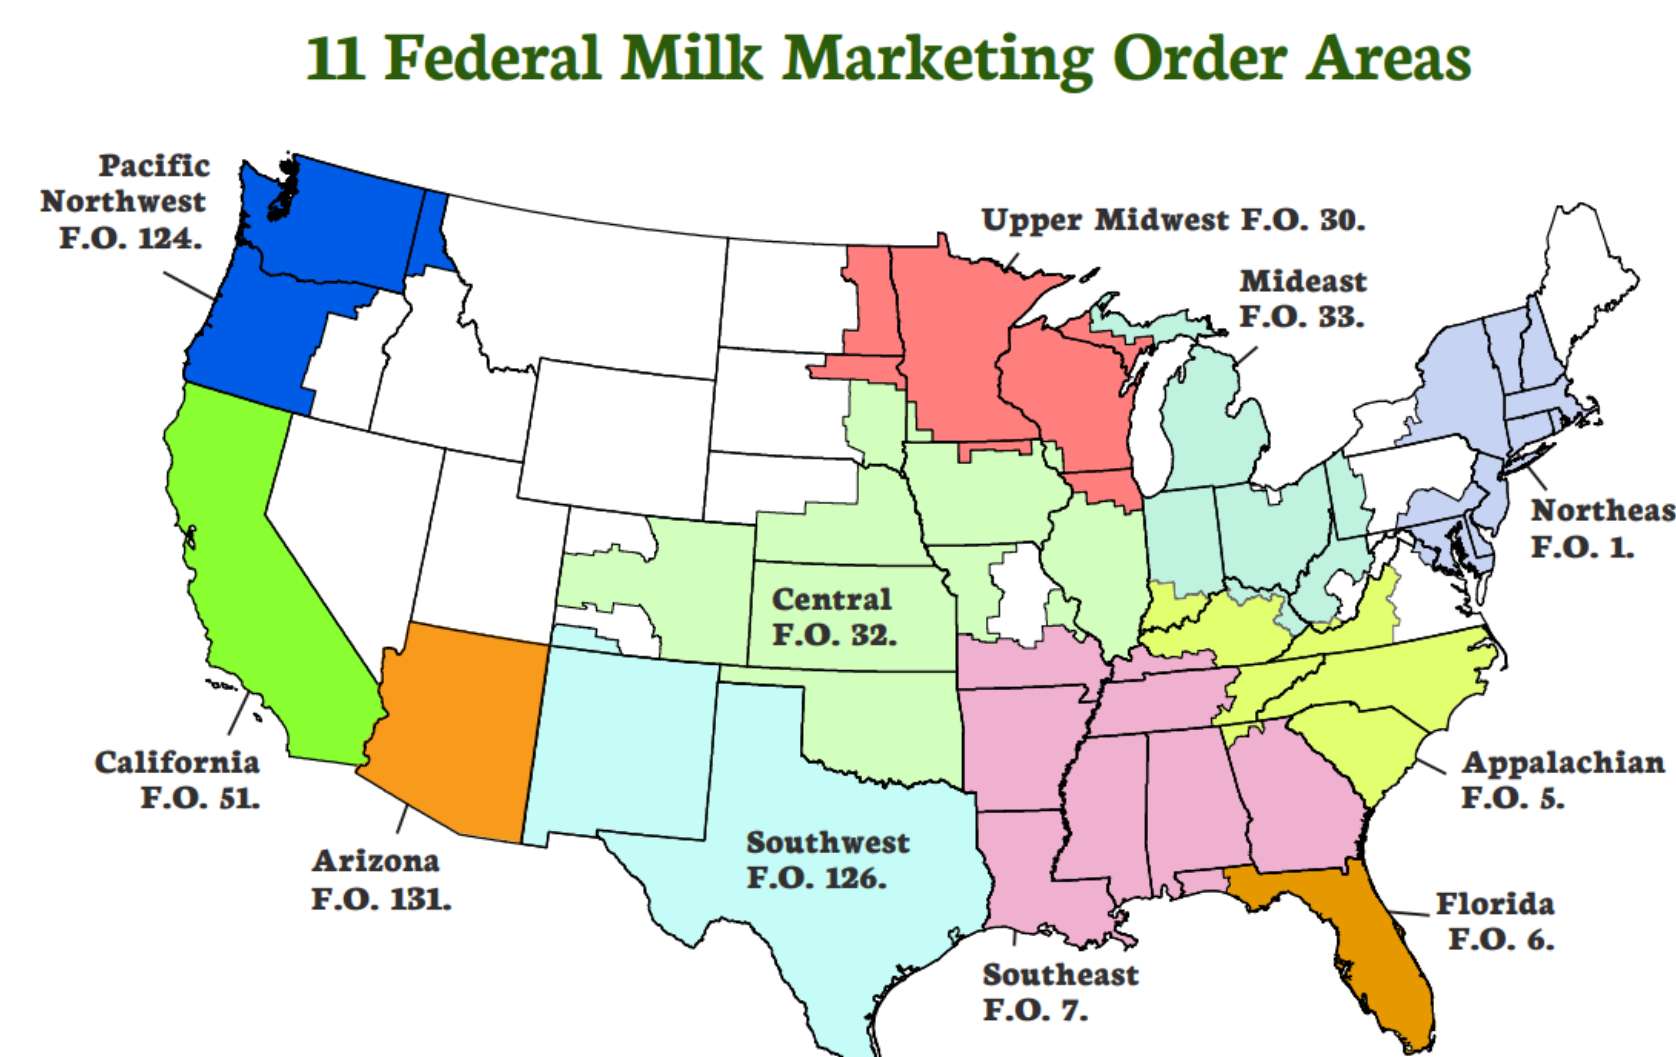 11 Federal Milk Marketing Order Areas
Pacific
Northwest
F.O. 124.
Upper Midwest F.O. 30.
Mideast
F.O. 33.
Northeas
F.O. 1.
Central
F.O. 32.
California
F.O. 51.
Appalachian
F.O. 5.
Arizona
F.O. 131.
Southwest
F.O. 126.
Florida
F.O. 6.
Southeast
F.O. 7.